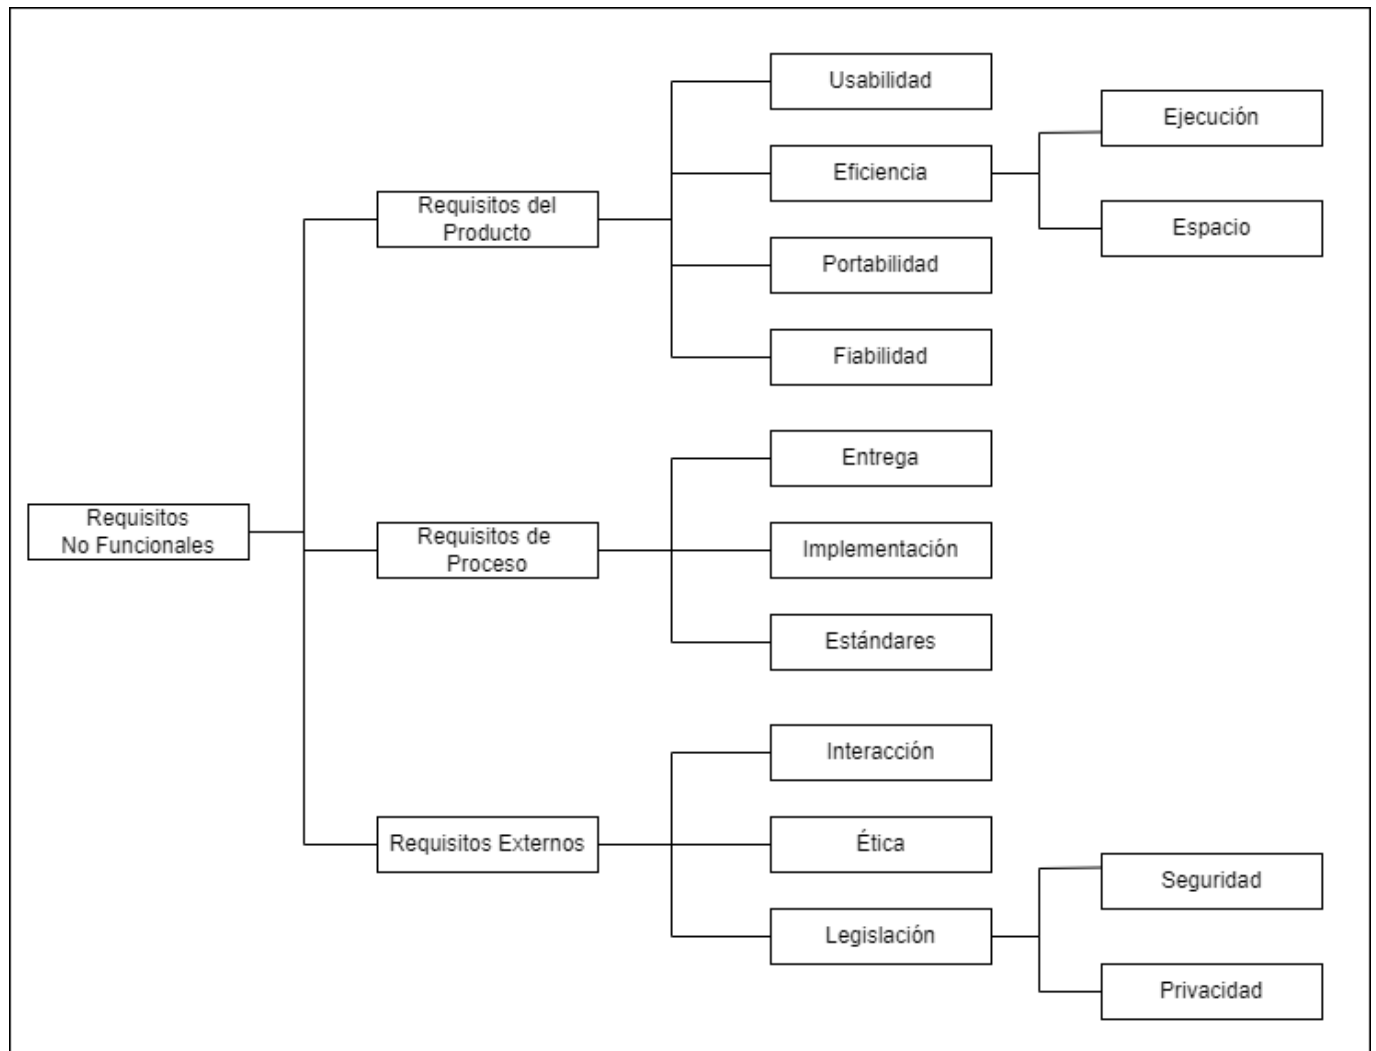 Usabilidad
Ejecución
Eficiencia
Requisitos del
Producto
Espacio
Portabilidad
Fiabilidad
Entrega
Requisitos
No Funcionales
Requisitos de
Proceso
Implementación
Estándares
Interacción
Requisitos Externos
Ética
Seguridad
Legislación
Privacidad